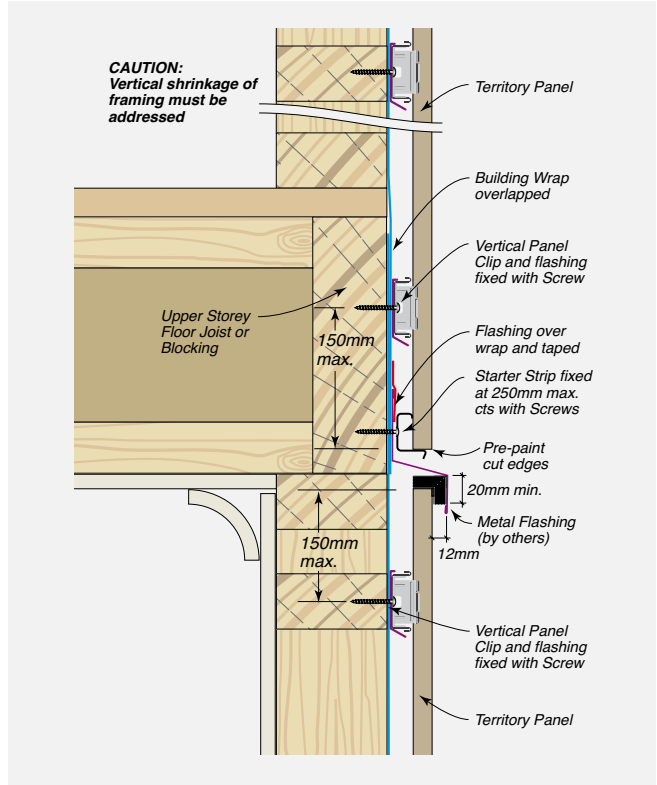 CAUTION:
Vertical shrinkage of
framing must be
addressed
Territory Panel
Building Wrap
overlapped
Vertical Panel
Clip and flashing
fixed with Screw
Upper Storey
Floor Joist or
Blocking
150mm
max.
Flashing over
wrap and taped
Starter Strip fixed
at 250mm max.
cts with Screws
Pre-paint
cut edges
20mm min.
Metal Flashing
(by others)
12mm
150mm
max.
Vertical Panel
Clip and flashing
fixed with Screw
Territory Panel